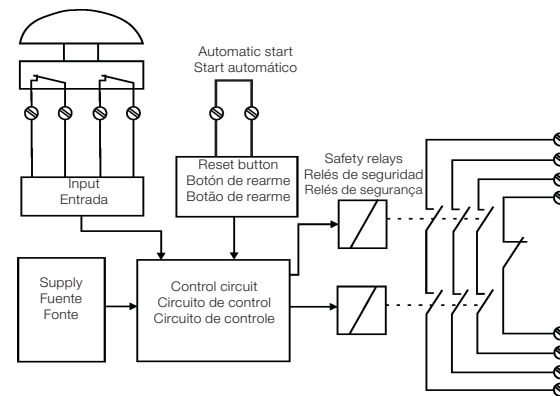 Automatic start
Start automático
Reset button
Botón de rearme
Botão de rearme
Safety relays
Relés de seguridad
Relés de segurança
Input
Entrada
Supply
Fuente
Fonte
Control circuit
Circuito de control
Circuito de controle